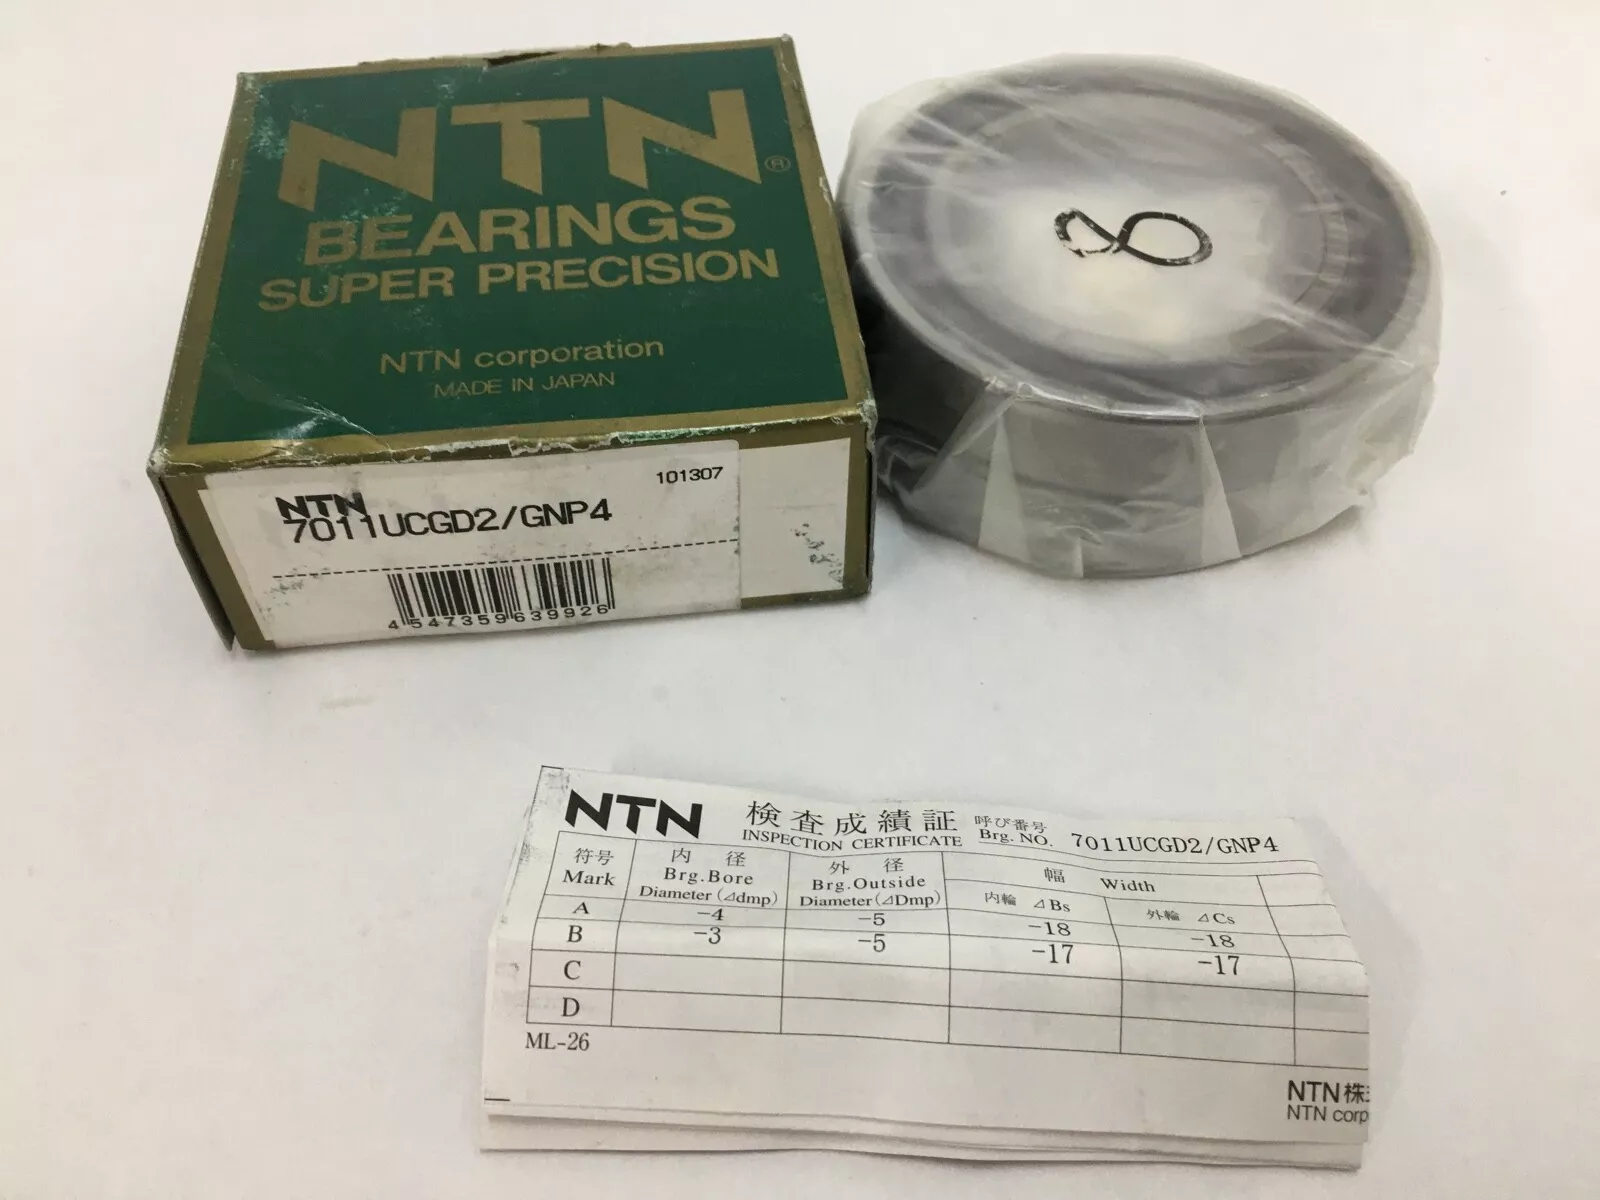 NTN®
BEARINGS
SUPER PRECISION
NTN corporation
MADE IN JAPAN
101307
NTN
7011UCGD2/GNP4
4547359639926
8
NTN 検査成績証 呼び番号 7011UCGD2/GNP4
INSPECTION CERTIFICATE Brg. NO.
符号 内径 外径 幅 Width
Mark Brg.Bore Diameter (⊿dmp) Brg.Outside Diameter (⊿Dmp) 内輪 ⊿Bs 外輪 ⊿Cs
A -4 -5 -18 -18
B -3 -5 -17 -17
C
D
ML-26
NTN株
NTN corp